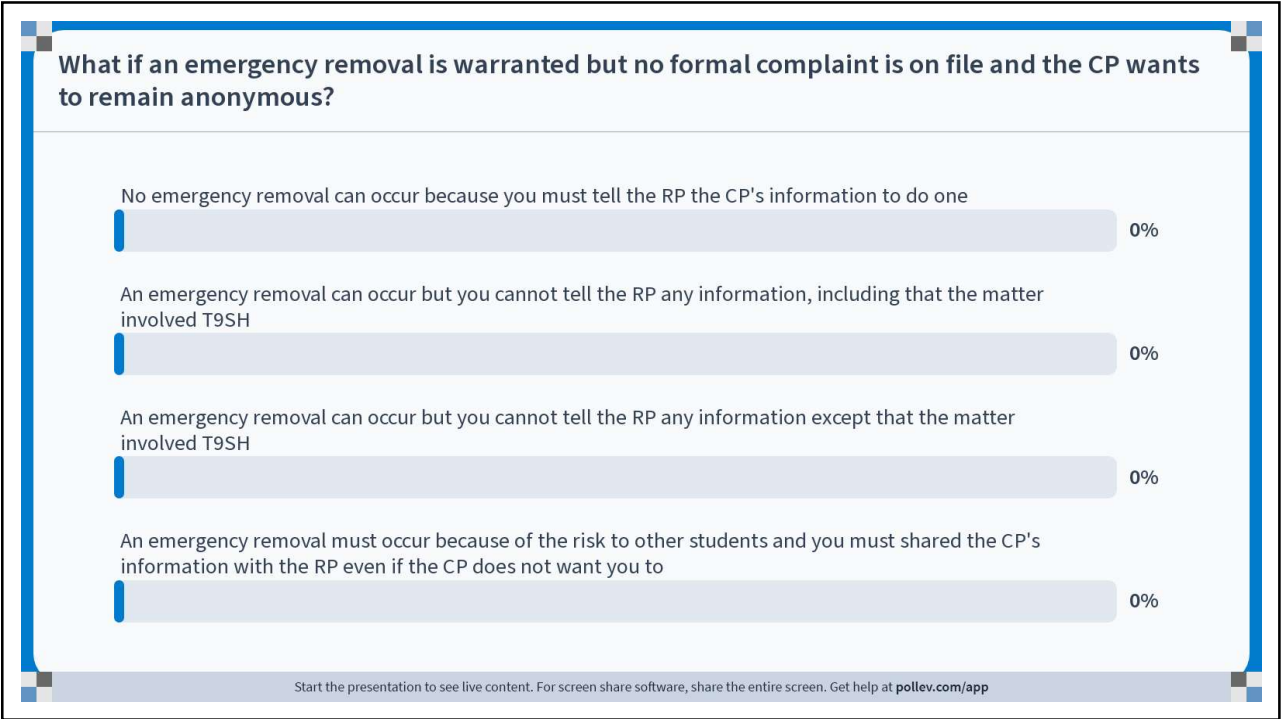 What if an emergency removal is warranted but no formal complaint is on file and the CP wants
to remain anonymous?
No emergency removal can occur because you must tell the RP the CP's information to do one
0%
An emergency removal can occur but you cannot tell the RP any information, including that the matter
involved T9SH
0%
An emergency removal can occur but you cannot tell the RP any information except that the matter
involved T9SH
0%
An emergency removal must occur because of the risk to other students and you must shared the CP's
information with the RP even if the CP does not want you to
0%
Start the presentation to see live content. For screen share software, share the entire screen. Get help at pollev.com/app